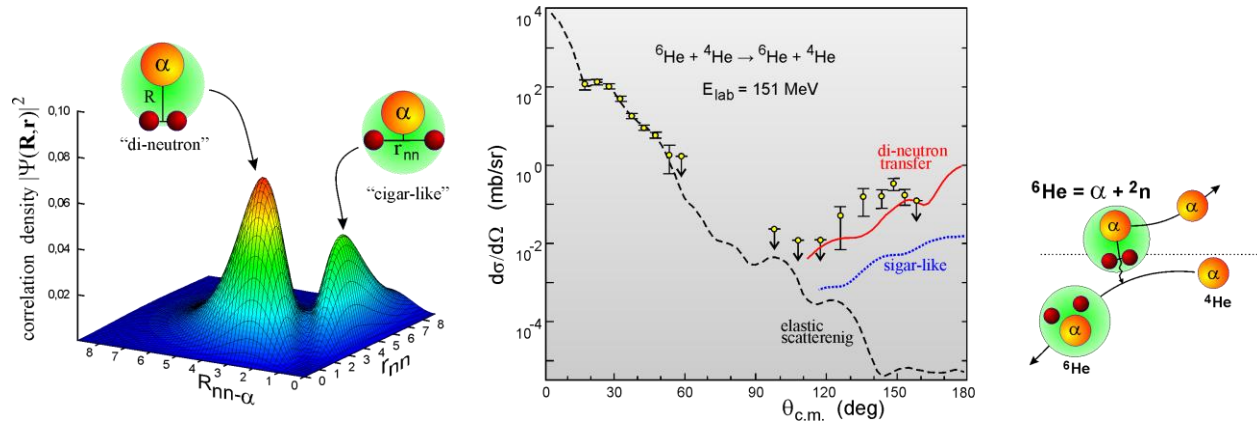 α
R
"di-neutron"
α
r_nn
"cigar-like"
correlation density |Ψ(R,r)|²
0,10
0,08
0,06
0,04
0,02
8 7 6 5 4 3 2 1 0
R_nn-α
0 1 2 3 4 5 6 7 8
r_nn
dσ/dΩ (mb/sr)
10⁴
10²
10⁰
10⁻²
10⁻⁴
⁶He + ⁴He → ⁶He + ⁴He
E_lab = 151 MeV
di-neutron
transfer
sigar-like
elastic
scatterenig
0 30 60 90 120 150 180
θ_c.m. (deg)
⁶He = α + ²n
α
α
α
⁴He
α
⁶He